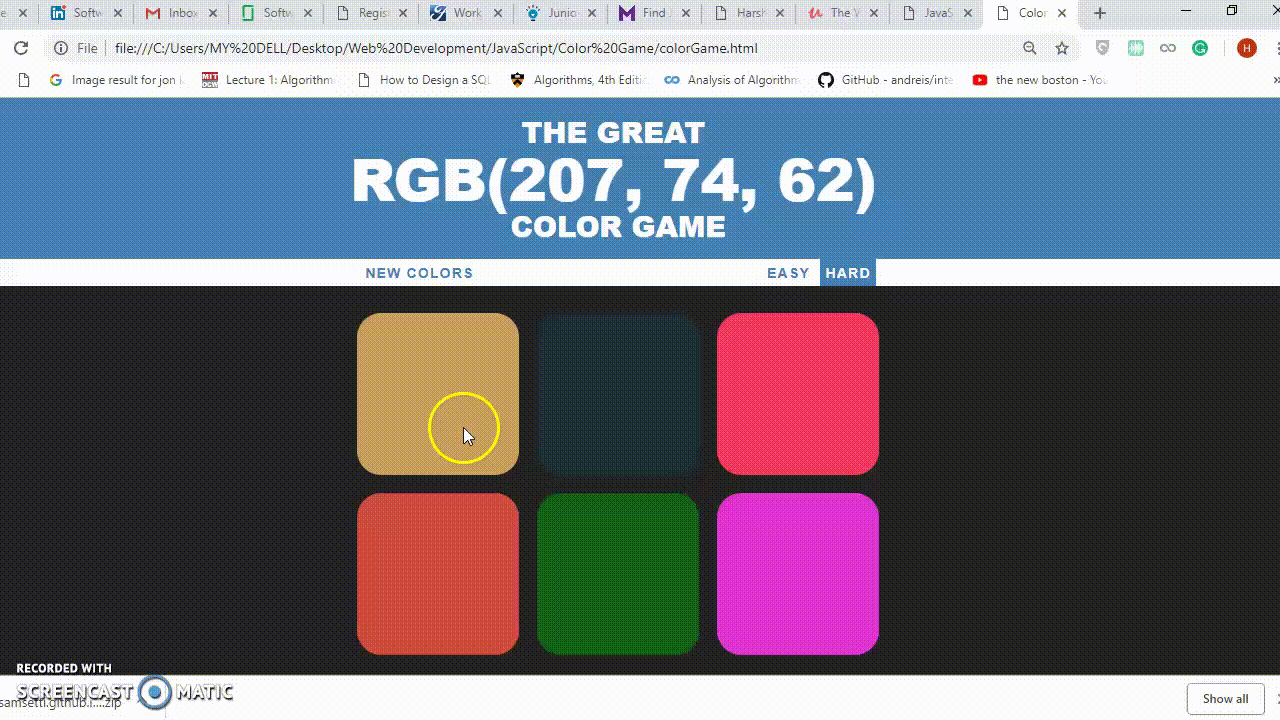 Softw
Inbox
Softw
Regis
Work
Junic
Find
Harsh
The V
JavaS
Color
File
file:///C:/Users/MY%20DELL/Desktop/Web%20Development/JavaScript/Color%20Game/colorGame.html
H
Image result for jon
MIT
Lecture 1: Algorithm
How to Design a SQL
Algorithms, 4th Editi
Analysis of Algorithm
GitHub - andreis/inte
the new boston - You
THE GREAT
RGB(207, 74, 62)
COLOR GAME
NEW COLORS
EASY
HARD
RECORDED WITH
SCREENCAST MATIC
samsetti.github.i....zip
Show all